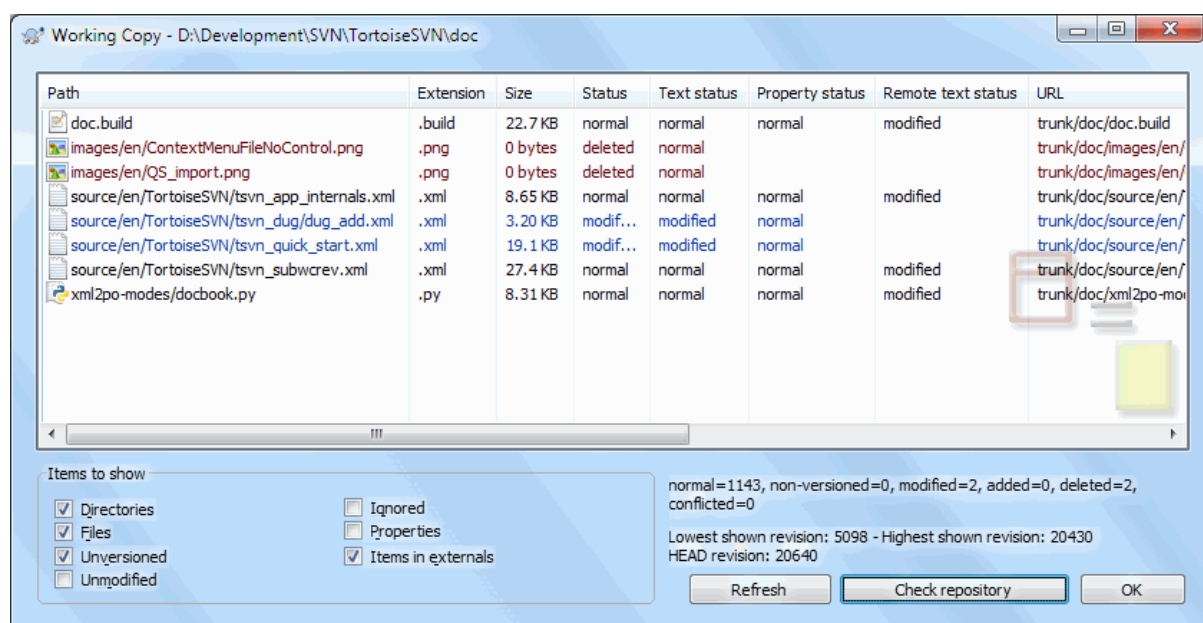 Working Copy - D:\Development\SVN\TortoiseSVN\doc
Path Extension Size Status Text status Property status Remote text status URL
doc.build .build 22.7 KB normal normal normal modified trunk/doc/doc.build
images/en/ContextMenuFileNoControl.png .png 0 bytes deleted normal trunk/doc/images/en/
images/en/QS_import.png .png 0 bytes deleted normal trunk/doc/images/en/
source/en/TortoiseSVN/tsvn_app_internals.xml .xml 8.65 KB normal normal normal modified trunk/doc/source/en/
source/en/TortoiseSVN/tsvn_dug/dug_add.xml .xml 3.20 KB modif... modified normal trunk/doc/source/en/
source/en/TortoiseSVN/tsvn_quick_start.xml .xml 19.1 KB modif... modified normal trunk/doc/source/en/
source/en/TortoiseSVN/tsvn_subwcrev.xml .xml 27.4 KB normal normal normal modified trunk/doc/source/en/
xml2po-modes/docbook.py .py 8.31 KB normal normal normal modified trunk/doc/xml2po-mo
Items to show
Directories Ignored
Files Properties
Unversioned Items in externals
Unmodified
normal=1143, non-versioned=0, modified=2, added=0, deleted=2,
conflicted=0
Lowest shown revision: 5098 - Highest shown revision: 20430
HEAD revision: 20640
Refresh Check repository OK